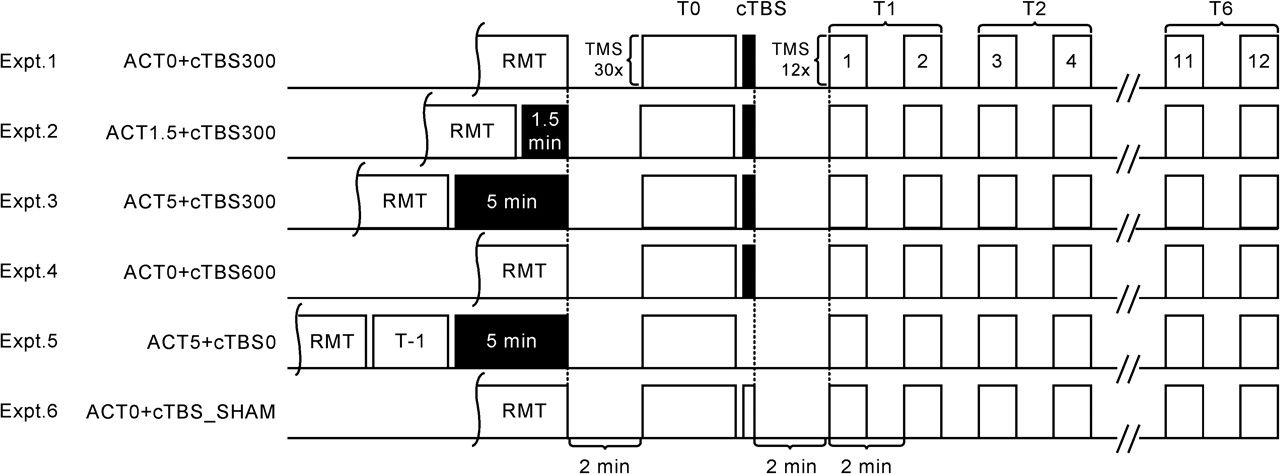 T0 cTBS T1 T2 T6
Expt.1 ACT0+cTBS300 RMT TMS 30x TMS 12x 1 2 3 4 11 12
Expt.2 ACT1.5+cTBS300 RMT 1.5 min
Expt.3 ACT5+cTBS300 RMT 5 min
Expt.4 ACT0+cTBS600 RMT
Expt.5 ACT5+cTBS0 RMT T-1 5 min
Expt.6 ACT0+cTBS_SHAM RMT
2 min 2 min 2 min